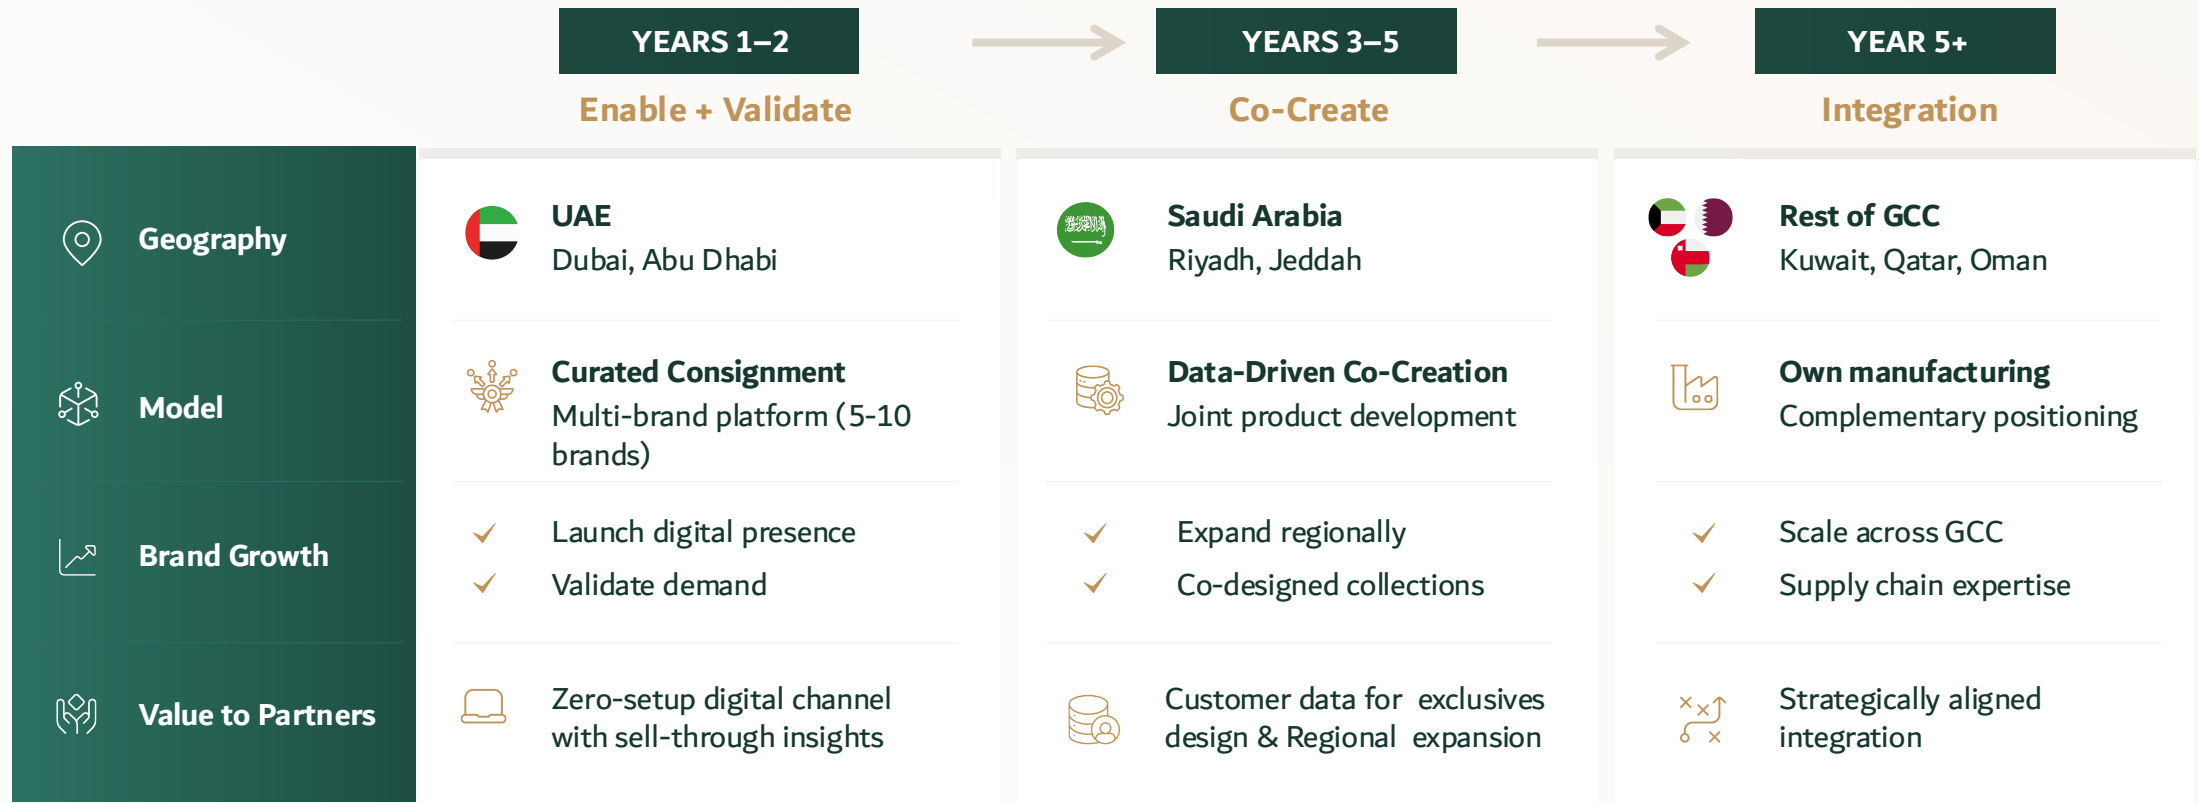 YEARS 1–2
YEARS 3–5
YEAR 5+
Enable + Validate
Co-Create
Integration
Geography
UAE
Dubai, Abu Dhabi
Saudi Arabia
Riyadh, Jeddah
Rest of GCC
Kuwait, Qatar, Oman
Model
Curated Consignment
Multi-brand platform (5-10
brands)
Data-Driven Co-Creation
Joint product development
Own manufacturing
Complementary positioning
Brand Growth
Launch digital presence
Validate demand
Expand regionally
Co-designed collections
Scale across GCC
Supply chain expertise
Value to Partners
Zero-setup digital channel
with sell-through insights
Customer data for exclusives
design & Regional expansion
Strategically aligned
integration